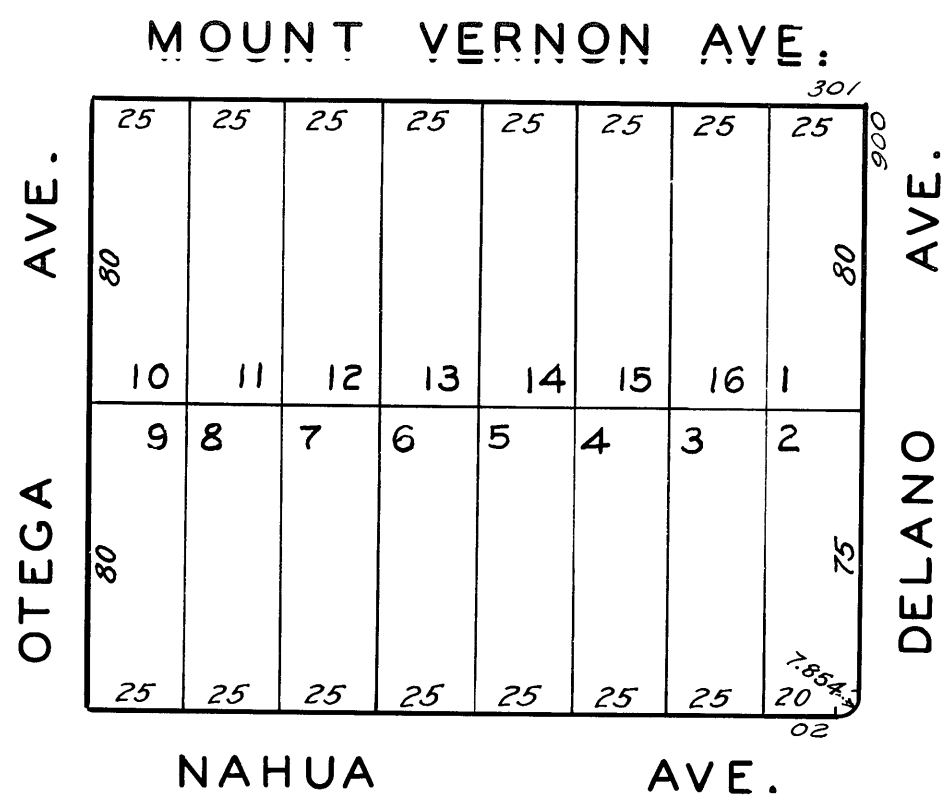 MOUNT VERNON AVE.
301
25 25 25 25 25 25 25 25
900
OTEGA AVE.
DELANO AVE.
80 80
10 11 12 13 14 15 16 1
9 8 7 6 5 4 3 2
80 75
7.854
25 25 25 25 25 25 25 20
02
NAHUA AVE.